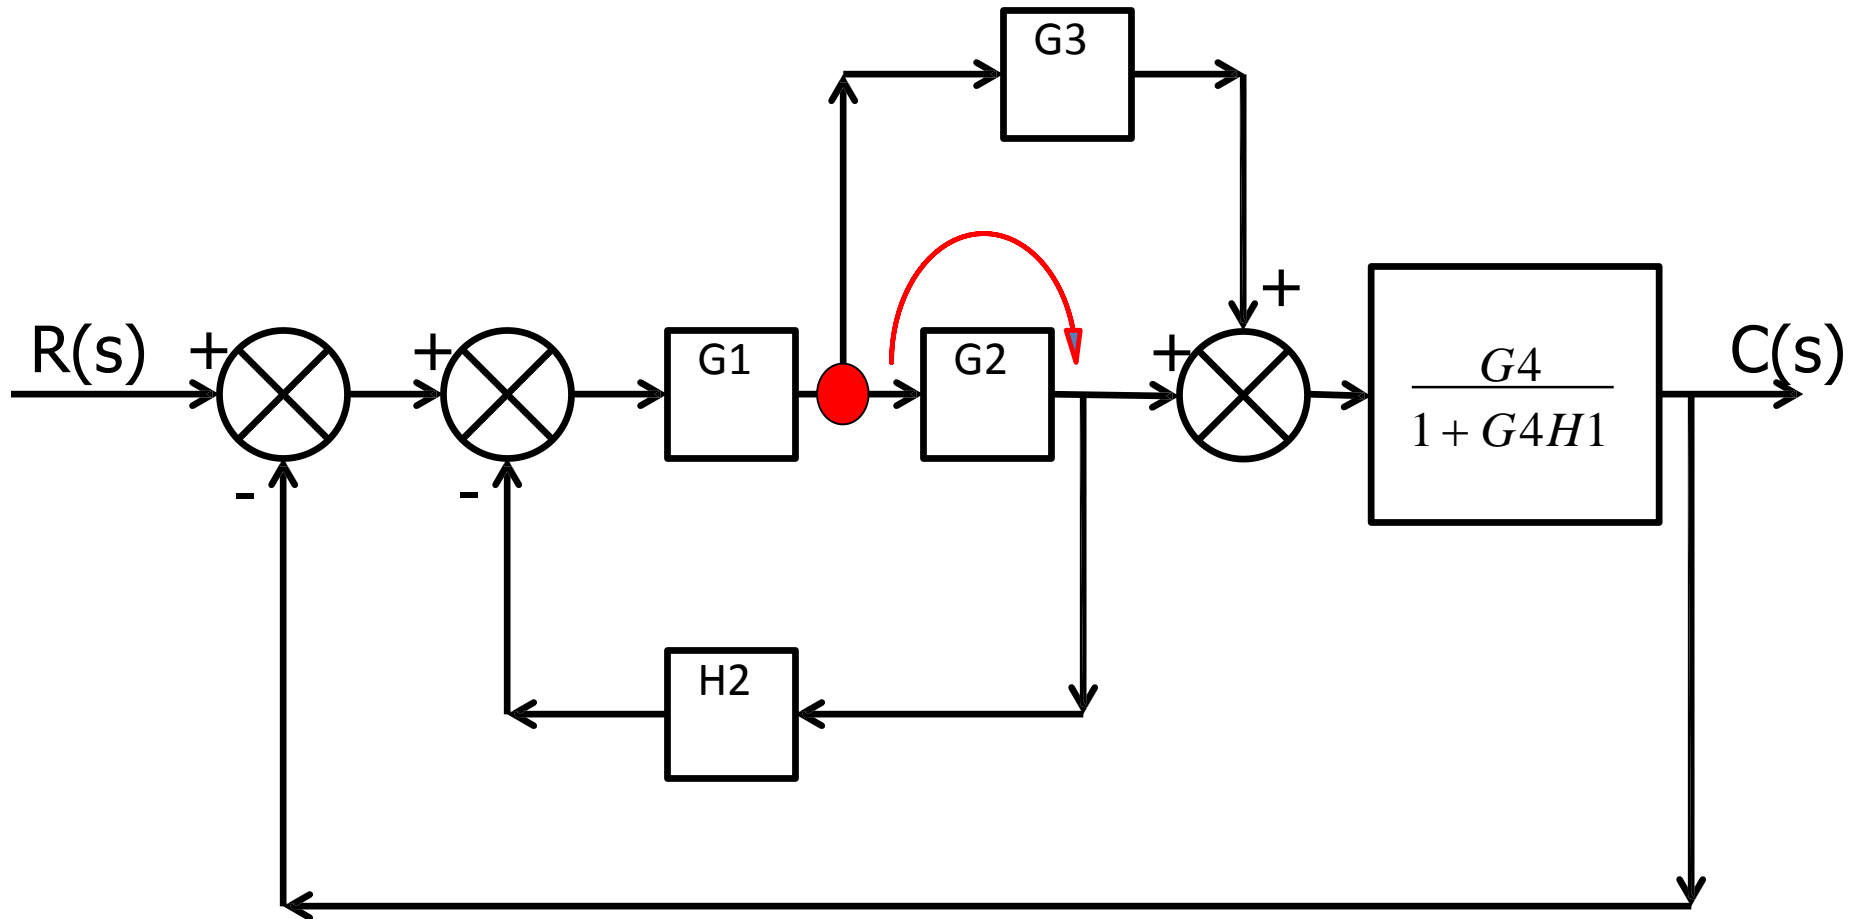 G3
+
R(s)
+
+
G1
G2
+
G4
1 + G4H1
C(s)
-
-
H2